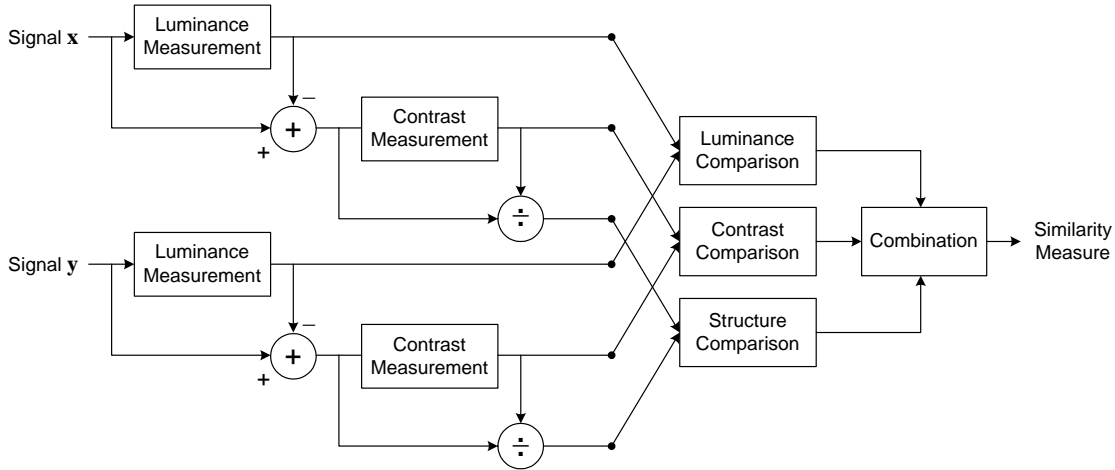 Signal x
Luminance
Measurement
−
+
+
Contrast
Measurement
÷
Signal y
Luminance
Measurement
−
+
+
Contrast
Measurement
÷
Luminance
Comparison
Contrast
Comparison
Structure
Comparison
Combination
Similarity
Measure